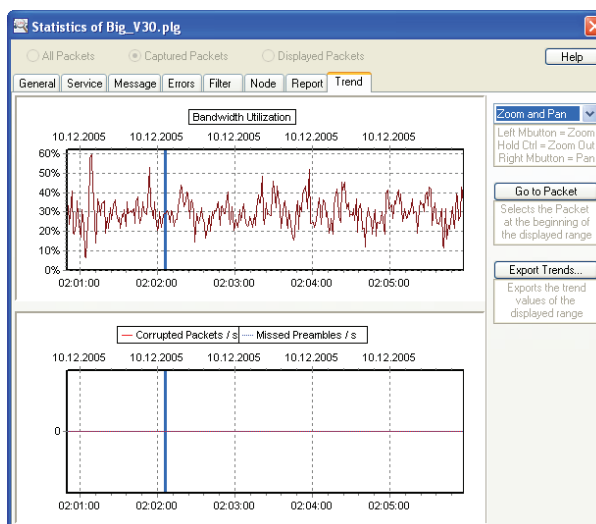 Statistics of Big_V30.plg
All Packets Captured Packets Displayed Packets
Help
General Service Message Errors Filter Node Report Trend
Bandwidth Utilization
10.12.2005 10.12.2005 10.12.2005 10.12.2005 10.12.2005
60%
50%
40%
30%
20%
10%
0%
02:01:00 02:02:00 02:03:00 02:04:00 02:05:00
Zoom and Pan
Left Mbutton = Zoom
Hold Ctrl = Zoom Out
Right Mbutton = Pan
Go to Packet
Selects the Packet
at the beginning of
the displayed range
Export Trends...
Exports the trend
values of the
displayed range
Corrupted Packets / s Missed Preambles / s
10.12.2005 10.12.2005 10.12.2005 10.12.2005 10.12.2005
0
02:01:00 02:02:00 02:03:00 02:04:00 02:05:00